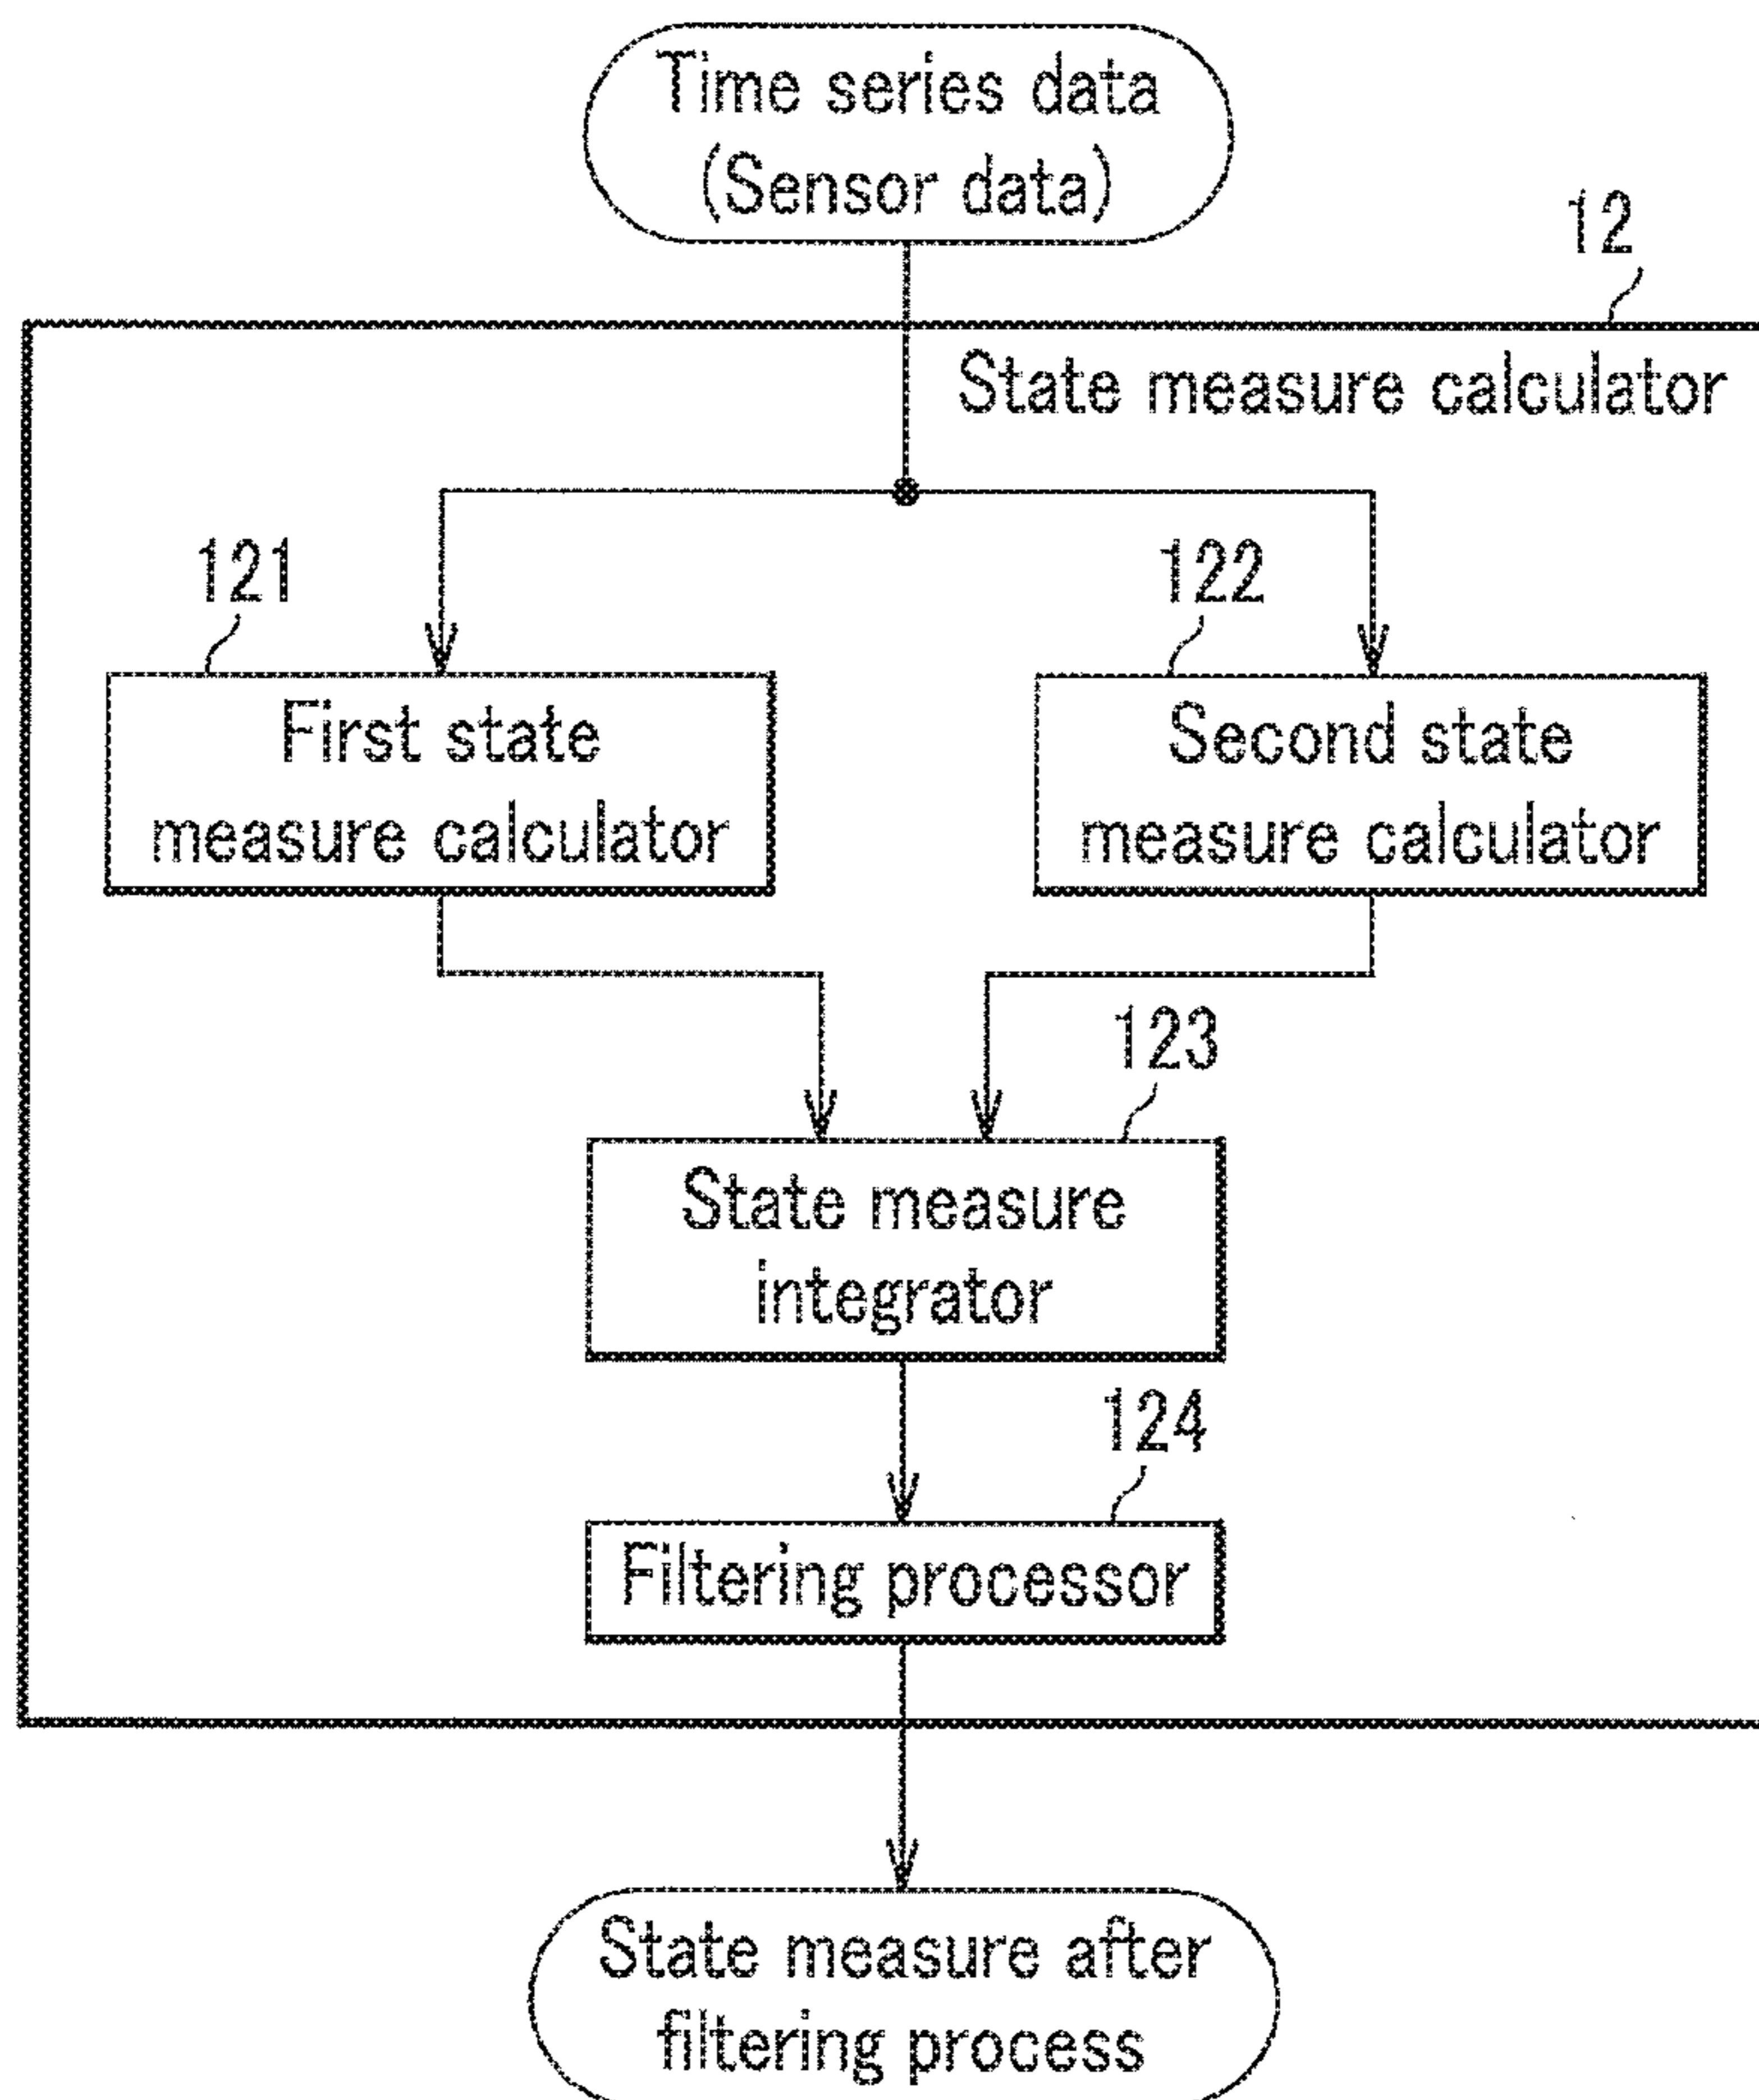 Time series data
(Sensor data)
12
State measure calculator
121
122
First state
measure calculator
Second state
measure calculator
123
State measure
integrator
124
Filtering processor
State measure after
filtering process